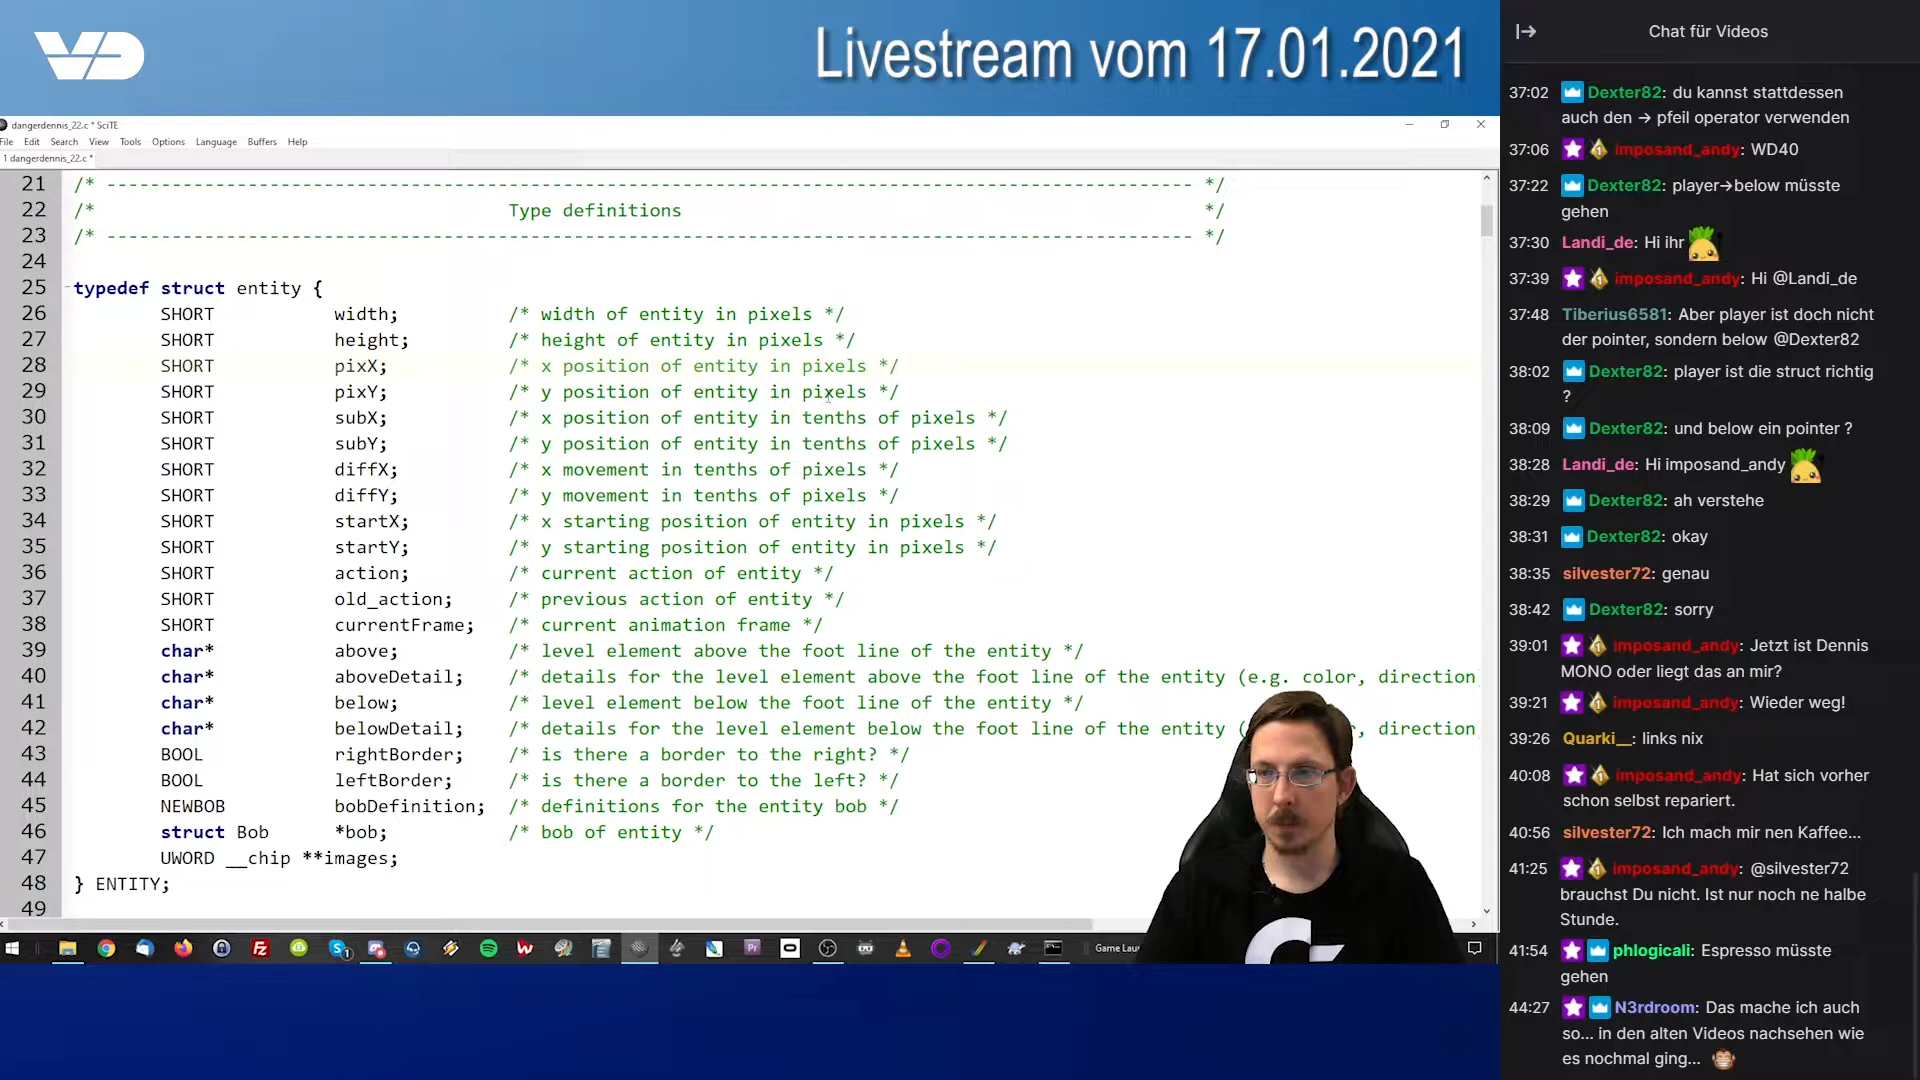 VD
Livestream vom 17.01.2021
dangerdennis_22.c * SciTE
File Edit Search View Tools Options Language Buffers Help
1 dangerdennis_22.c *
21 /* ---------------------------------------------------------------------------------------------------- */
22 /* Type definitions */
23 /* ---------------------------------------------------------------------------------------------------- */
24
25 typedef struct entity {
26 SHORT width; /* width of entity in pixels */
27 SHORT height; /* height of entity in pixels */
28 SHORT pixX; /* x position of entity in pixels */
29 SHORT pixY; /* y position of entity in pixels */
30 SHORT subX; /* x position of entity in tenths of pixels */
31 SHORT subY; /* y position of entity in tenths of pixels */
32 SHORT diffX; /* x movement in tenths of pixels */
33 SHORT diffY; /* y movement in tenths of pixels */
34 SHORT startX; /* x starting position of entity in pixels */
35 SHORT startY; /* y starting position of entity in pixels */
36 SHORT action; /* current action of entity */
37 SHORT old_action; /* previous action of entity */
38 SHORT currentFrame; /* current animation frame */
39 char* above; /* level element above the foot line of the entity */
40 char* aboveDetail; /* details for the level element above the foot line of the entity (e.g. color, direction
41 char* below; /* level element below the foot line of the entity */
42 char* belowDetail; /* details for the level element below the foot line of the entity ( r, direction
43 BOOL rightBorder; /* is there a border to the right? */
44 BOOL leftBorder; /* is there a border to the left? */
45 NEWBOB bobDefinition; /* definitions for the entity bob */
46 struct Bob *bob; /* bob of entity */
47 UWORD __chip **images;
48 } ENTITY;
49
Game Lau
Chat für Videos
37:02 Dexter82: du kannst stattdessen
auch den -> pfeil operator verwenden
37:06 imposand_andy: WD40
37:22 Dexter82: player->below müsste
gehen
37:30 Landi_de: Hi ihr
37:39 imposand_andy: Hi @Landi_de
37:48 Tiberius6581: Aber player ist doch nicht
der pointer, sondern below @Dexter82
38:02 Dexter82: player ist die struct richtig
?
38:09 Dexter82: und below ein pointer ?
38:28 Landi_de: Hi imposand_andy
38:29 Dexter82: ah verstehe
38:31 Dexter82: okay
38:35 silvester72: genau
38:42 Dexter82: sorry
39:01 imposand_andy: Jetzt ist Dennis
MONO oder liegt das an mir?
39:21 imposand_andy: Wieder weg!
39:26 Quarki__: links nix
40:08 imposand_andy: Hat sich vorher
schon selbst repariert.
40:56 silvester72: Ich mach mir nen Kaffee...
41:25 imposand_andy: @silvester72
brauchst Du nicht. Ist nur noch ne halbe
Stunde.
41:54 phlogicali: Espresso müsste
gehen
44:27 N3rdroom: Das mache ich auch
so... in den alten Videos nachsehen wie
es nochmal ging...